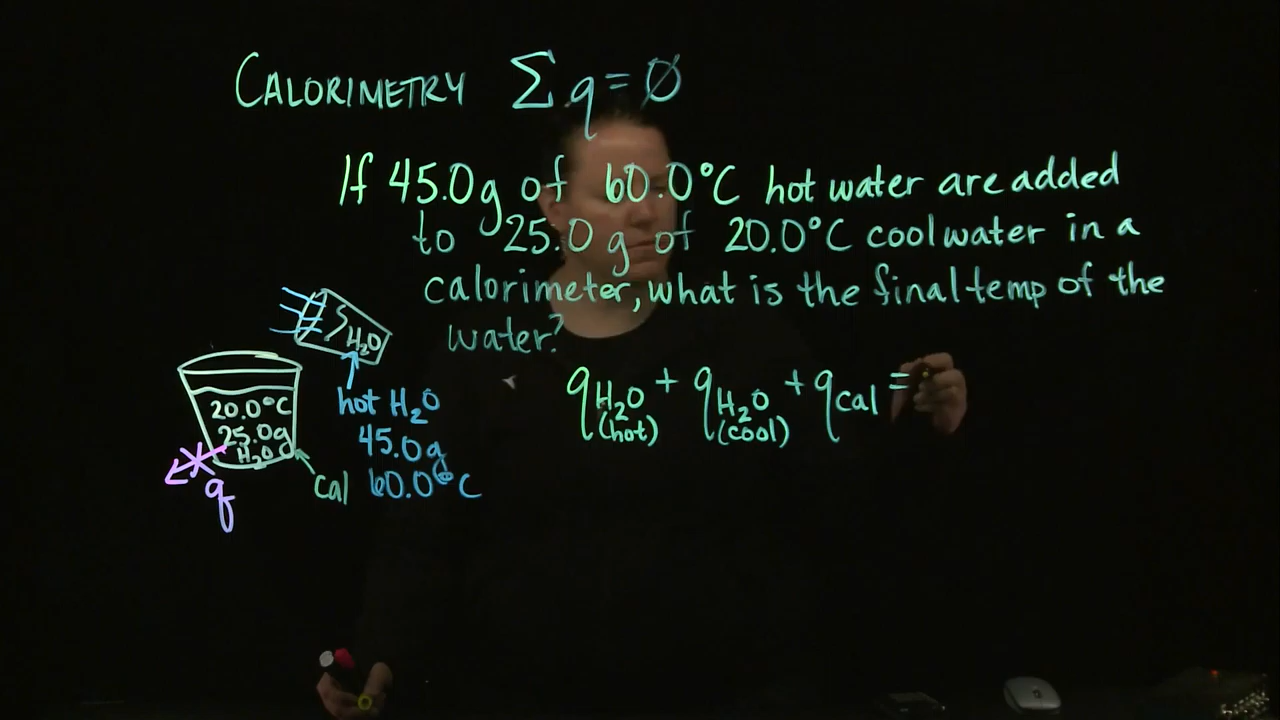 CALORIMETRY Σ q = Ø
If 45.0g of 60.0°C hot water are added
to 25.0 g of 20.0°C cool water in a
calorimeter, what is the final temp of the
water?
H₂O
20.0°C
25.0g
H₂O
q
cal
hot H₂O
45.0g
60.0°C
qH₂O (hot) + qH₂O (cool) + qcal =